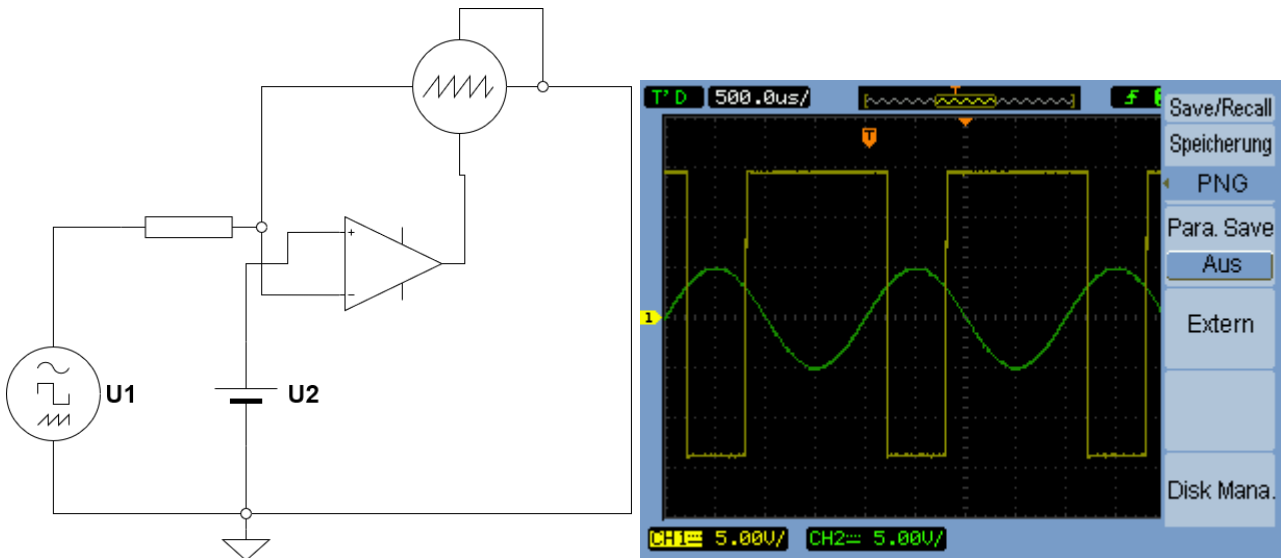 U1
U2
+
−
T'D 500.0us/
T
T
Save/Recall
Speicherung
PNG
Para. Save
Aus
Extern
Disk Mana.
1
CH1 5.00V/ CH2 5.00V/